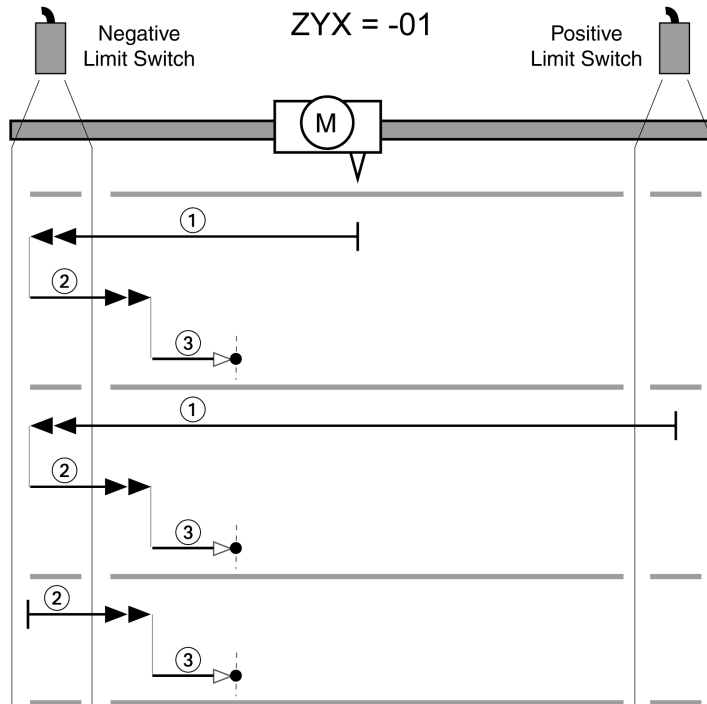 ZYX = -01
Negative
Limit Switch
Positive
Limit Switch
M
1
2
3
1
2
3
2
3